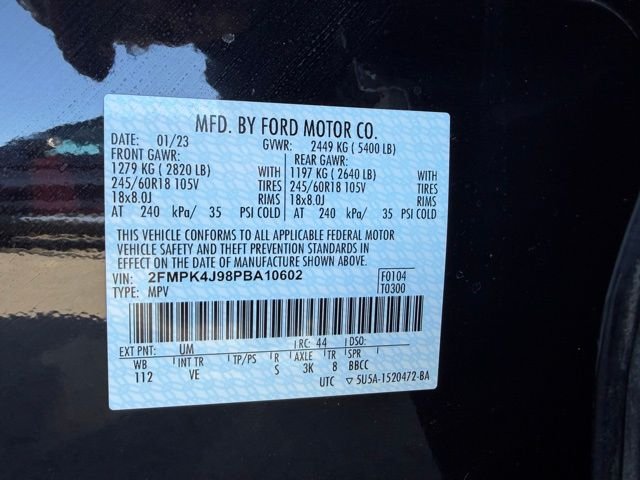 MFD. BY FORD MOTOR CO.
DATE: 01/23 GVWR: 2449 KG ( 5400 LB)
FRONT GAWR: REAR GAWR:
1279 KG ( 2820 LB) WITH 1197 KG ( 2640 LB) WITH
245/60R18 105V TIRES 245/60R18 105V TIRES
18x8.0J RIMS 18x8.0J RIMS
AT 240 kPa/ 35 PSI COLD AT 240 kPa/ 35 PSI COLD
THIS VEHICLE CONFORMS TO ALL APPLICABLE FEDERAL MOTOR
VEHICLE SAFETY AND THEFT PREVENTION STANDARDS IN
EFFECT ON THE DATE OF MANUFACTURE SHOWN ABOVE.
VIN: 2FMPK4J98PBA10602 F0104
TYPE: MPV T0300
EXT PNT: UM RC: 44 DSO:
WB INT TR TP/PS R AXLE TR SPR
112 VE S 3K 8 BBCC
UTC ▽5U5A-1520472-BA